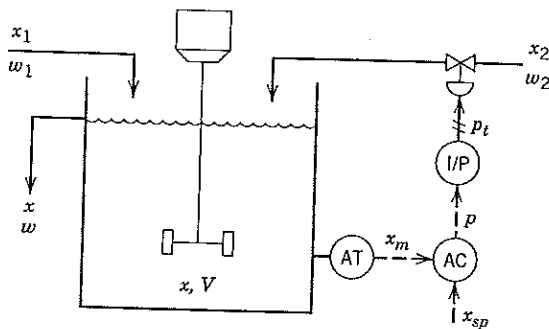 x₁
w₁
x₂
w₂
pₜ
I/P
x
w
p
AT
xₘ
AC
x, V
xₛₚ